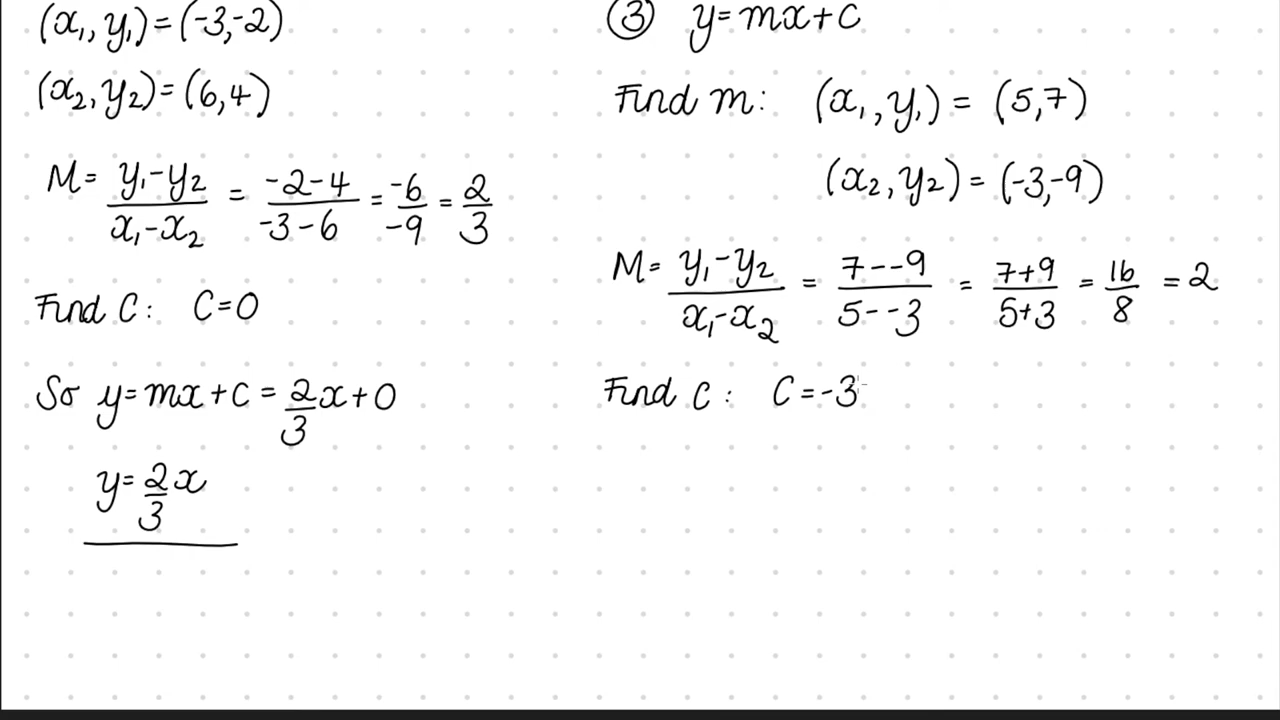 (x₁, y₁) = (-3,-2)
(x₂, y₂) = (6,4)
M = y₁-y₂/x₁-x₂ = -2-4/-3-6 = -6/-9 = 2/3
Find C: C=0
So y=mx+c = 2/3x+0
y=2/3x
③ y=mx+c
Find m: (x₁, y₁) = (5,7)
(x₂, y₂) = (-3,-9)
M = y₁-y₂/x₁-x₂ = 7--9/5--3 = 7+9/5+3 = 16/8 = 2
Find C: C=-3